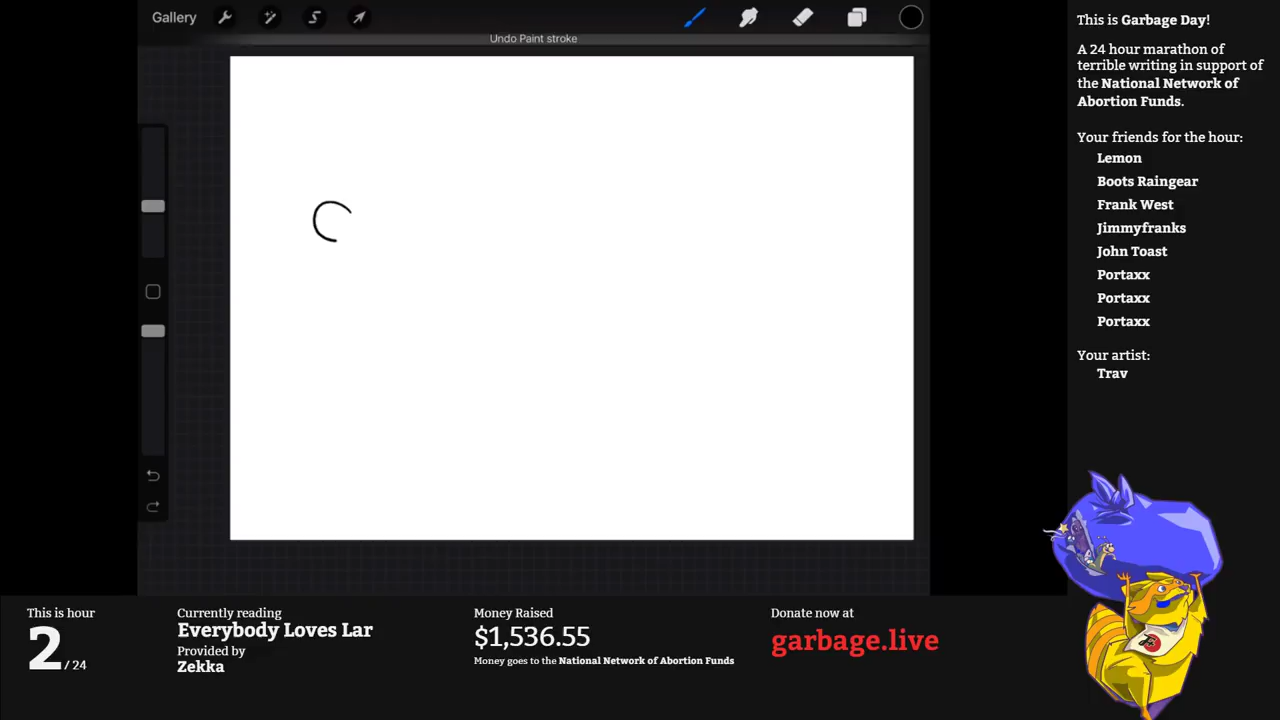 Gallery
Undo Paint stroke
This is Garbage Day!
A 24 hour marathon of
terrible writing in support of
the National Network of
Abortion Funds.
Your friends for the hour:
Lemon
Boots Raingear
Frank West
Jimmyfranks
John Toast
Portaxx
Portaxx
Portaxx
Your artist:
Trav
This is hour
2 / 24
Currently reading
Everybody Loves Lar
Provided by
Zekka
Money Raised
$1,536.55
Money goes to the National Network of Abortion Funds
Donate now at
garbage.live